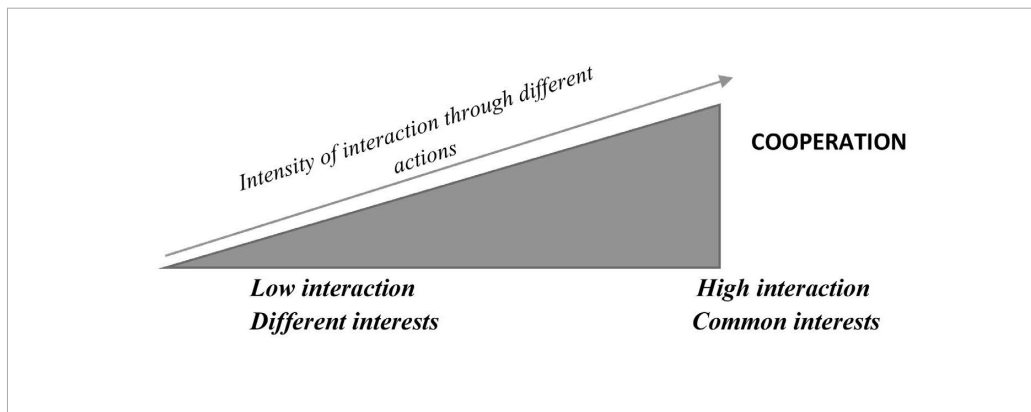 Intensity of interaction through different
actions
COOPERATION
Low interaction
Different interests
High interaction
Common interests